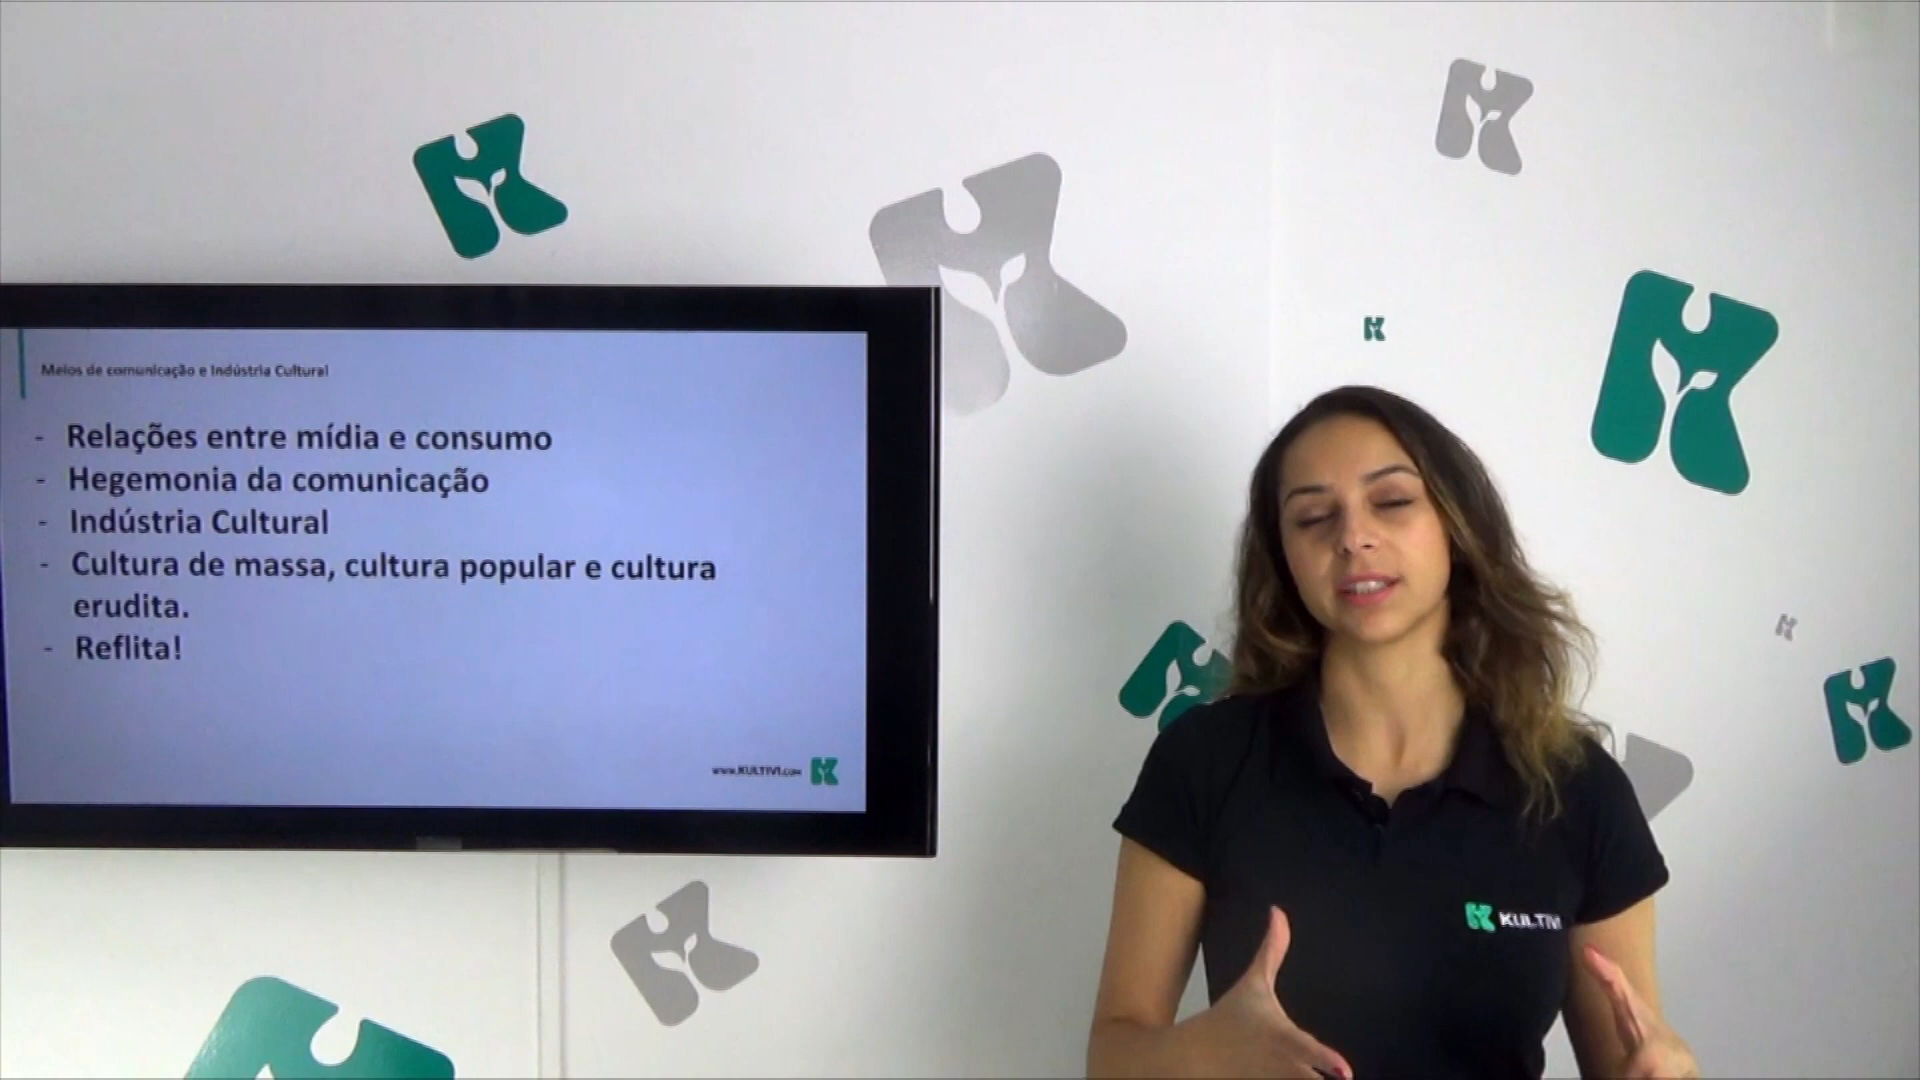 Meios de comunicação e Indústria Cultural
- Relações entre mídia e consumo
- Hegemonia da comunicação
- Indústria Cultural
- Cultura de massa, cultura popular e cultura
erudita.
- Reflita!
www.KULTIVI.com
KULTIVI